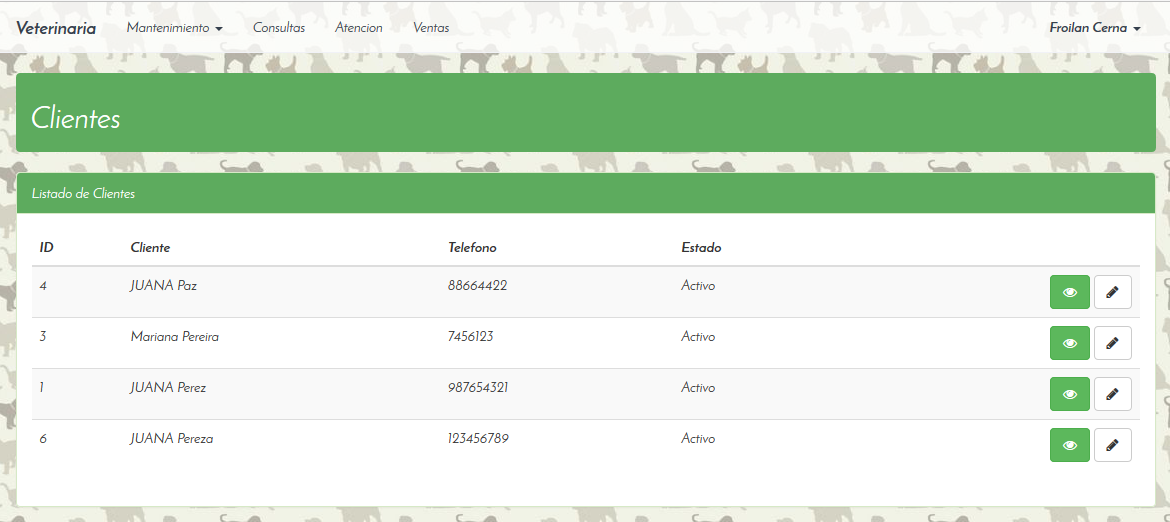 Veterinaria Mantenimiento Consultas Atencion Ventas Froilan Cerna
Clientes
Listado de Clientes
ID Cliente Telefono Estado
4 JUANA Paz 88664422 Activo
3 Mariana Pereira 7456123 Activo
1 JUANA Perez 987654321 Activo
6 JUANA Pereza 123456789 Activo